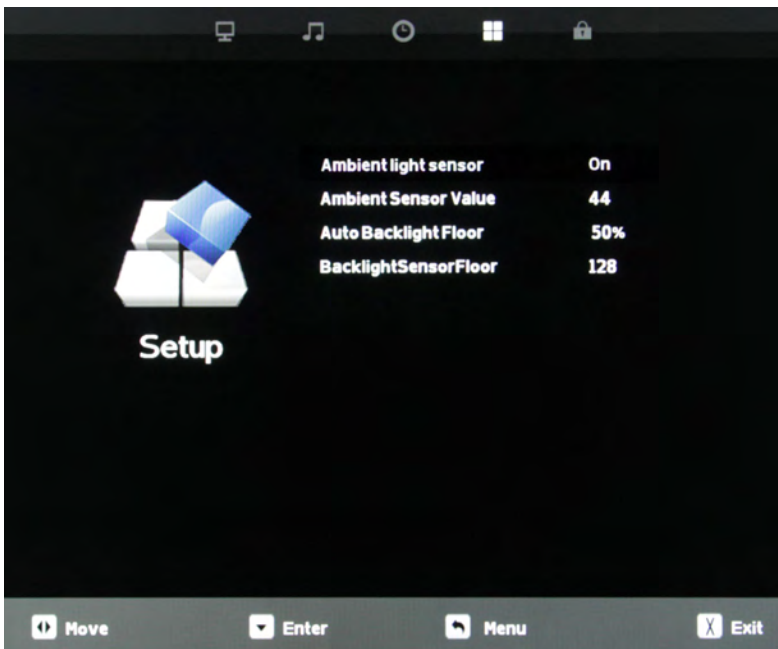 Ambient light sensor On
Ambient Sensor Value 44
Auto Backlight Floor 50%
BacklightSensorFloor 128
Setup
Move Enter Menu Exit